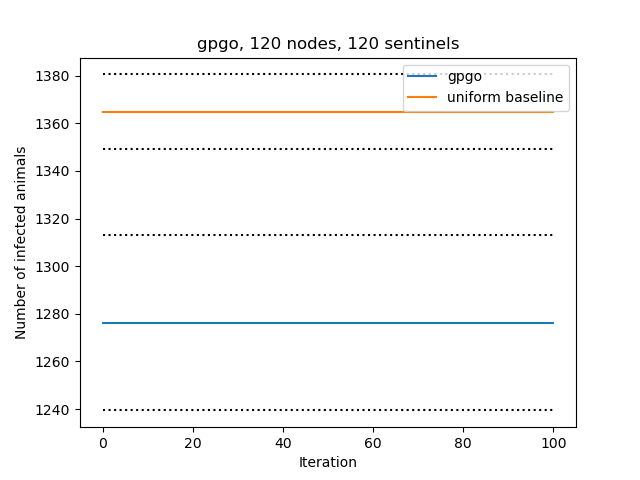 gpgo, 120 nodes, 120 sentinels
gpgo
uniform baseline
Number of infected animals
1380
1360
1340
1320
1300
1280
1260
1240
0 20 40 60 80 100
Iteration